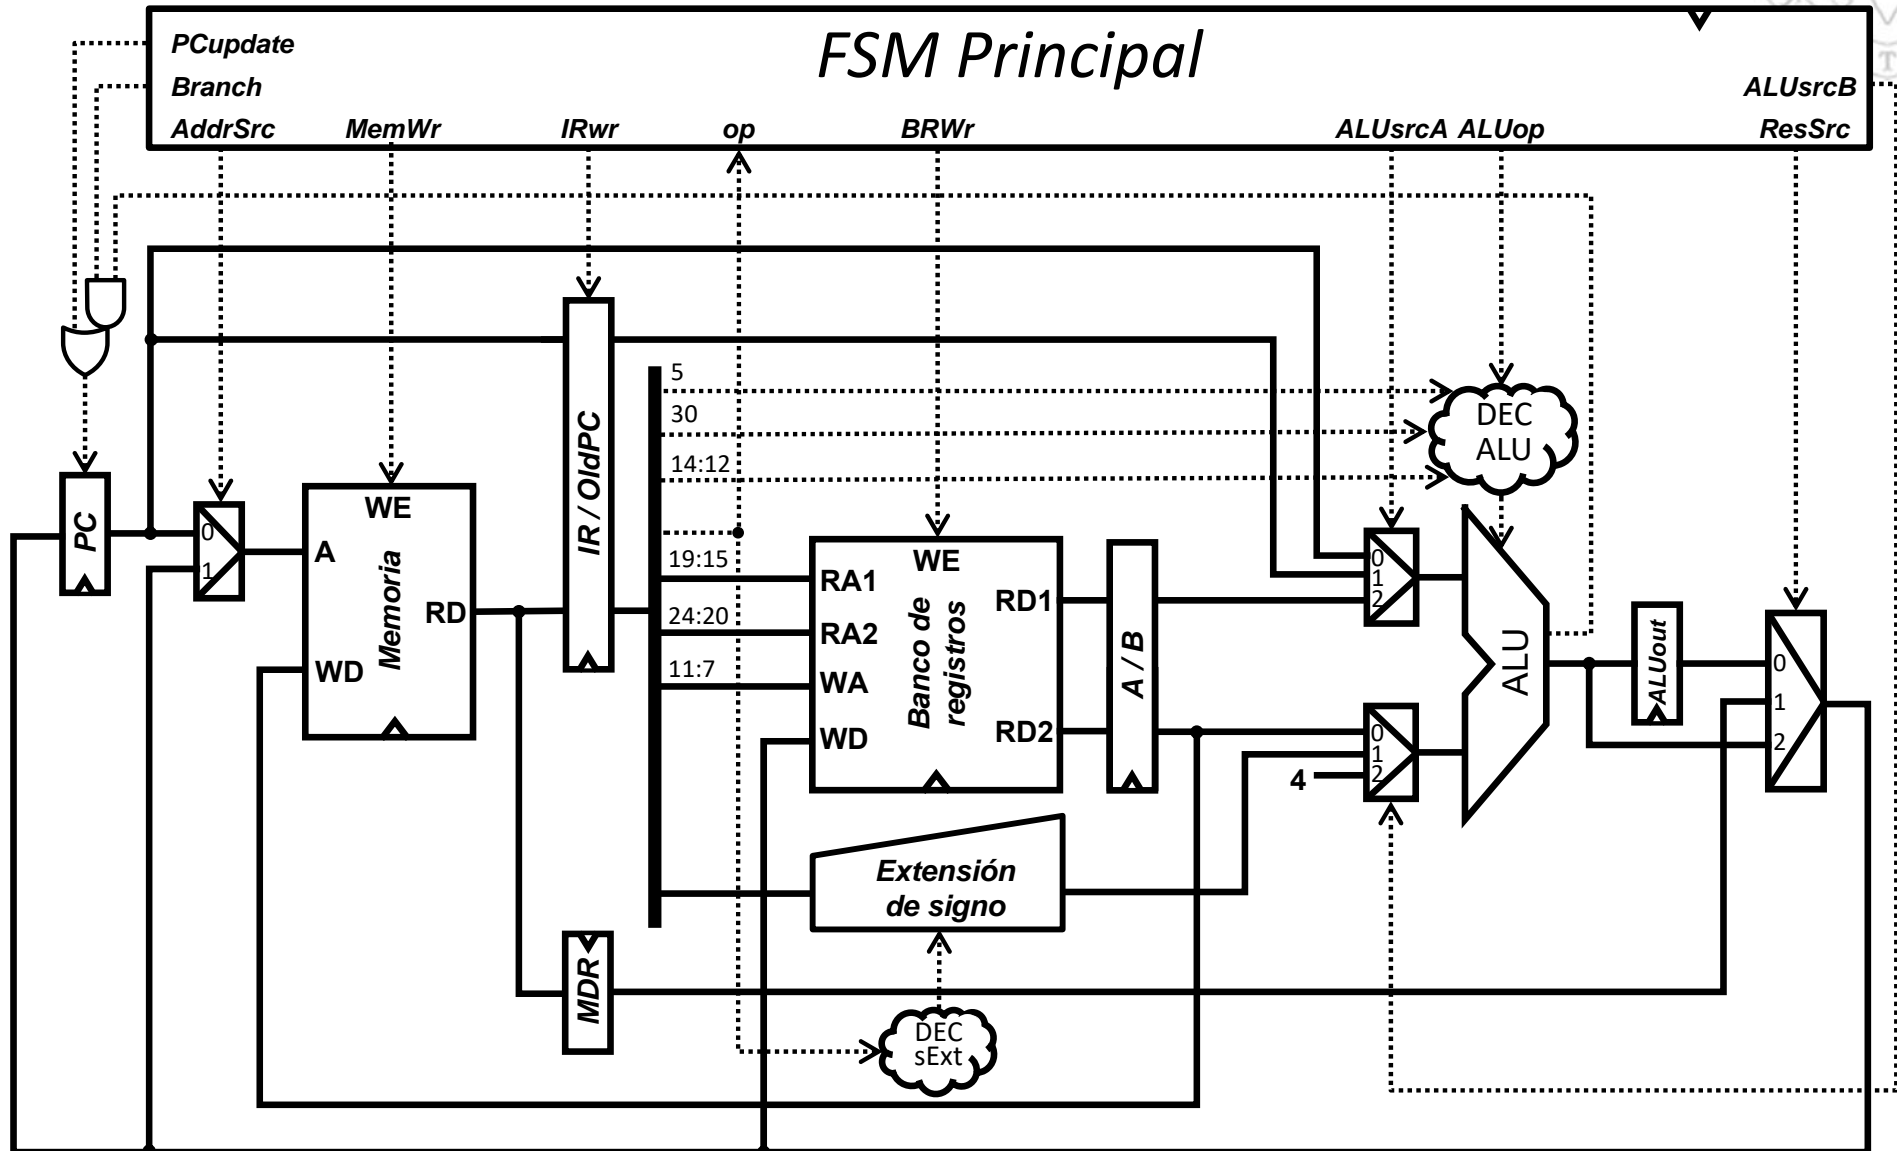 FSM Principal
PCupdate
Branch
ALUsrcB
AddrSrc MemWr IRwr op BRWr ALUsrcA ALUop ResSrc
5
30
14:12
19:15
24:20
11:7
DEC
ALU
PC
0
1
WE
A
RD
WD
Memoria
IR / OldPC
MDR
WE
RA1
RA2
WA
WD
RD1
RD2
Banco de
registros
A / B
0
1
2
0
1
2
4
ALU
ALUout
0
1
2
Extensión
de signo
DEC
sExt
T